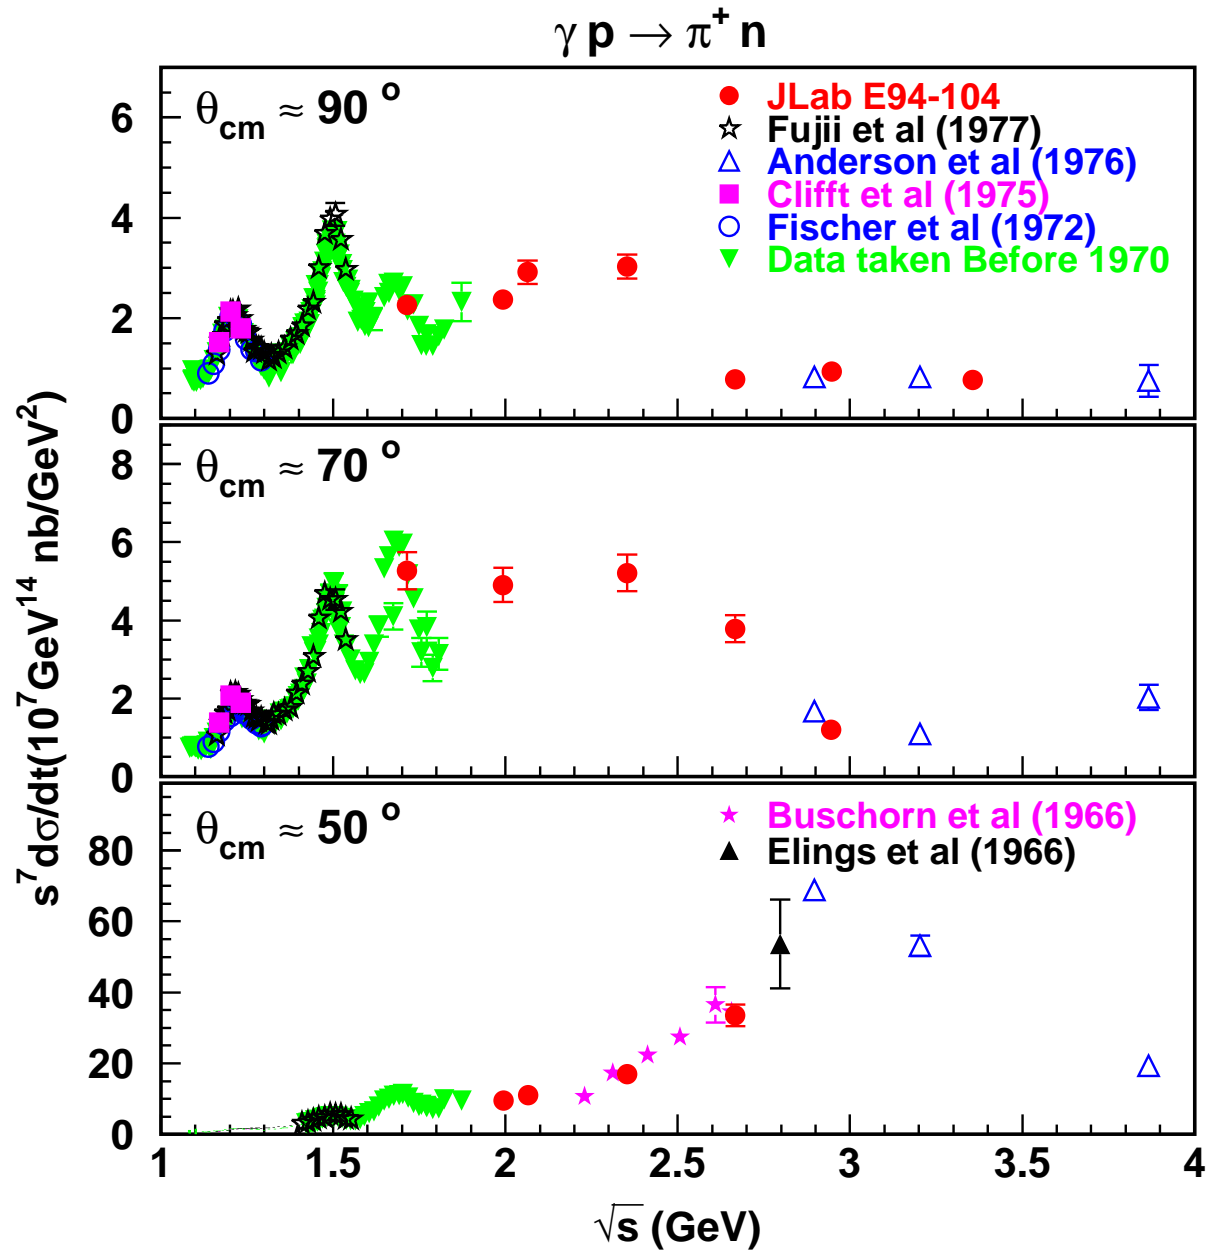 γ p → π⁺ n
θcm ≈ 90 °
JLab E94-104
Fujii et al (1977)
Anderson et al (1976)
Clifft et al (1975)
Fischer et al (1972)
Data taken Before 1970
6
4
2
0
θcm ≈ 70 °
8
6
4
2
0
s⁷dσ/dt(10⁷GeV¹⁴ nb/GeV²)
θcm ≈ 50 °
Buschorn et al (1966)
Elings et al (1966)
80
60
40
20
0
1 1.5 2 2.5 3 3.5 4
√s (GeV)